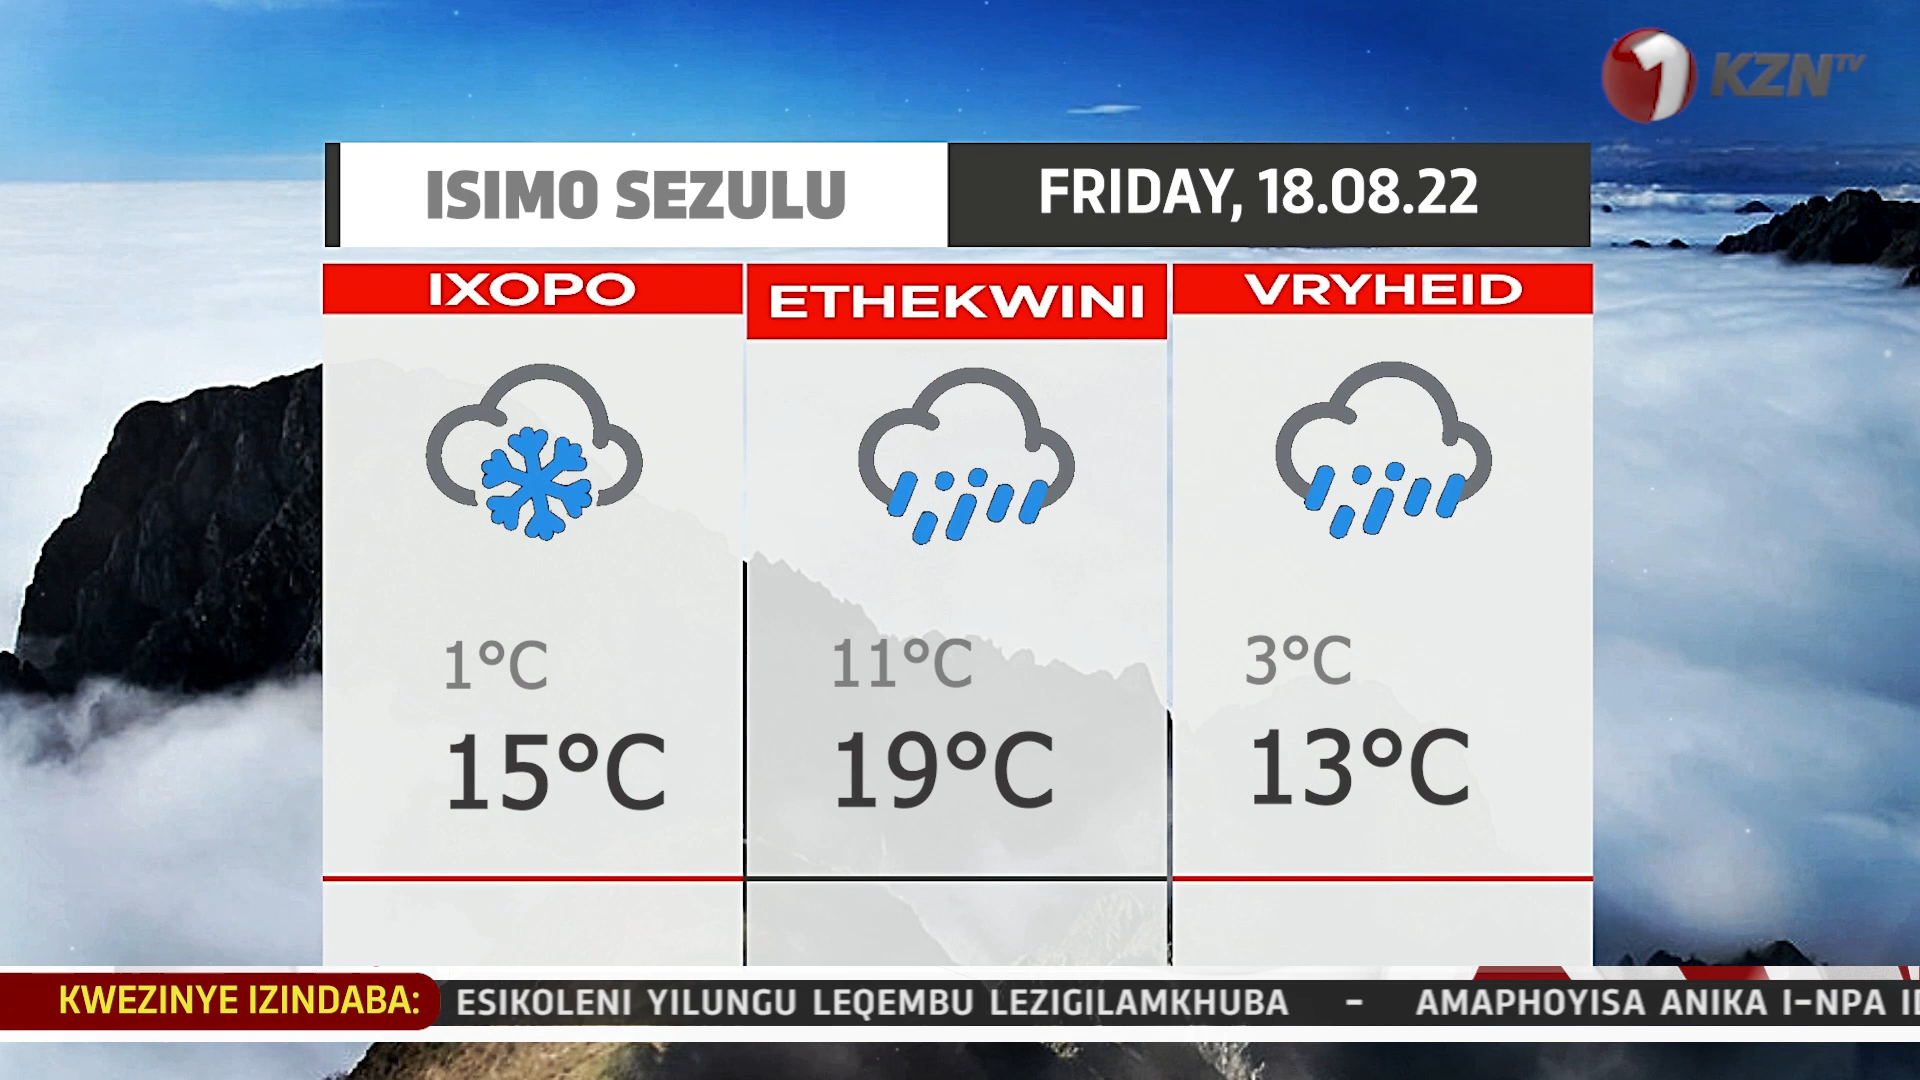 1 KZN TV
ISIMO SEZULU
FRIDAY, 18.08.22
IXOPO
ETHEKWINI
VRYHEID
1°C
11°C
3°C
15°C
19°C
13°C
KWEZINYE IZINDABA: ESIKOLENI YILUNGU LEQEMBU LEZIGILAMKHUBA – AMAPHOYISA ANIKA I-NPA